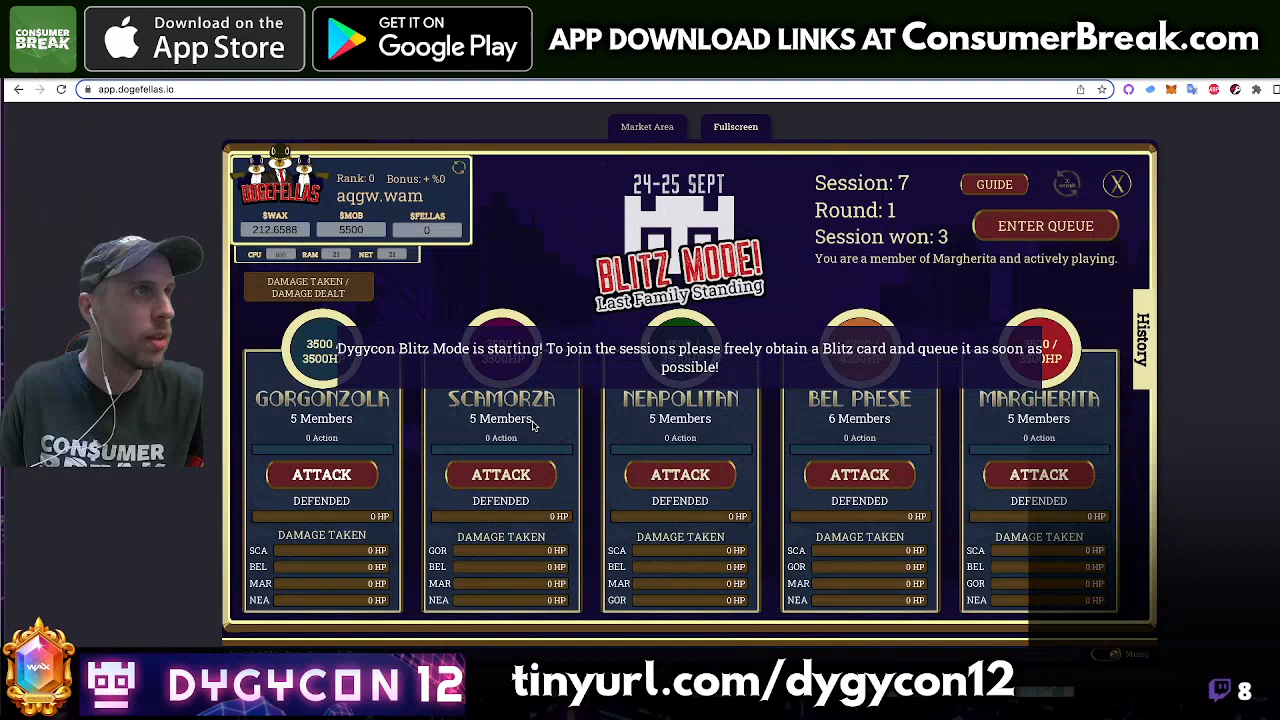 CONSUMER
BREAK
Download on the
App Store
GET IT ON
Google Play
APP DOWNLOAD LINKS AT ConsumerBreak.com
app.dogefellas.io
Market Area
Fullscreen
DOGEFELLAS
Rank: 0 Bonus: + %0
aqgw.wam
$WAX $MOB $FELLAS
212.6588 5500 0
CPU 100 RAM 21 NET 21
DAMAGE TAKEN /
DAMAGE DEALT
24-25 SEPT
BLITZ MODE!
Last Family Standing
Session: 7
Round: 1
Session won: 3
GUIDE
X
ENTER QUEUE
You are a member of Margherita and actively playing.
History
3500 /
3500HP
Dygycon Blitz Mode is starting! To join the sessions please freely obtain a Blitz card and queue it as soon as
possible!
GORGONZOLA
5 Members
0 Action
ATTACK
DEFENDED
0 HP
DAMAGE TAKEN
SCA 0 HP
BEL 0 HP
MAR 0 HP
NEA 0 HP
SCAMORZA
5 Members
0 Action
ATTACK
DEFENDED
0 HP
DAMAGE TAKEN
GOR 0 HP
BEL 0 HP
MAR 0 HP
NEA 0 HP
NEAPOLITAN
5 Members
0 Action
ATTACK
DEFENDED
0 HP
DAMAGE TAKEN
SCA 0 HP
BEL 0 HP
MAR 0 HP
GOR 0 HP
BEL PAESE
6 Members
0 Action
ATTACK
DEFENDED
0 HP
DAMAGE TAKEN
SCA 0 HP
GOR 0 HP
MAR 0 HP
NEA 0 HP
MARGHERITA
5 Members
0 Action
ATTACK
DEFENDED
0 HP
DAMAGE TAKEN
SCA 0 HP
BEL 0 HP
GOR 0 HP
NEA 0 HP
Music
CONSUMER
BREAK
WAX
DYGYCON 12
tinyurl.com/dygycon12
8